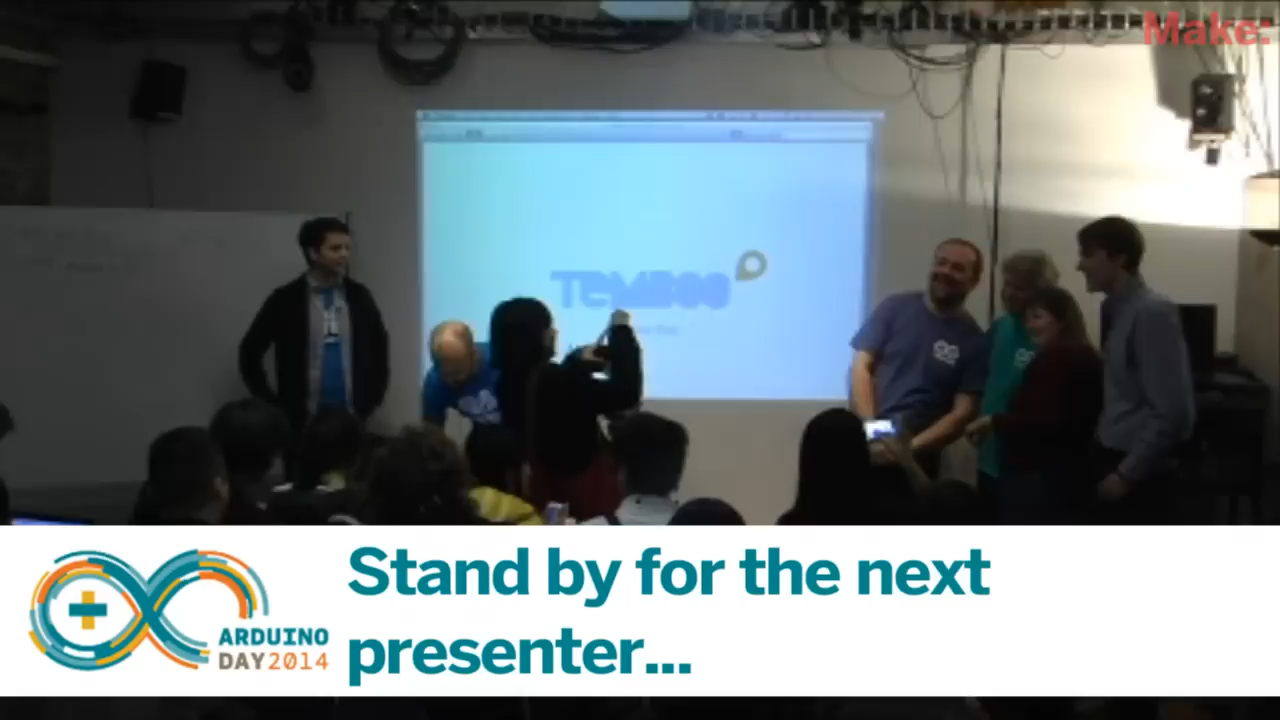 Make:
TEMBOO
Stand by for the next
presenter...
ARDUINO
DAY2014